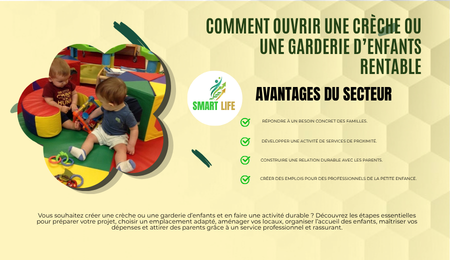 COMMENT OUVRIR UNE CRÈCHE OU
UNE GARDERIE D'ENFANTS
RENTABLE
SMART LIFE
AVANTAGES DU SECTEUR
RÉPONDRE À UN BESOIN CONCRET DES FAMILLES.
DÉVELOPPER UNE ACTIVITÉ DE SERVICES DE PROXIMITÉ.
CONSTRUIRE UNE RELATION DURABLE AVEC LES PARENTS.
CRÉER DES EMPLOIS POUR DES PROFESSIONNELS DE LA PETITE ENFANCE.
Vous souhaitez créer une crèche ou une garderie d'enfants et en faire une activité durable ? Découvrez les étapes essentielles
pour préparer votre projet, choisir un emplacement adapté, aménager vos locaux, organiser l'accueil des enfants, maîtriser vos
dépenses et attirer des parents grâce à un service professionnel et rassurant.